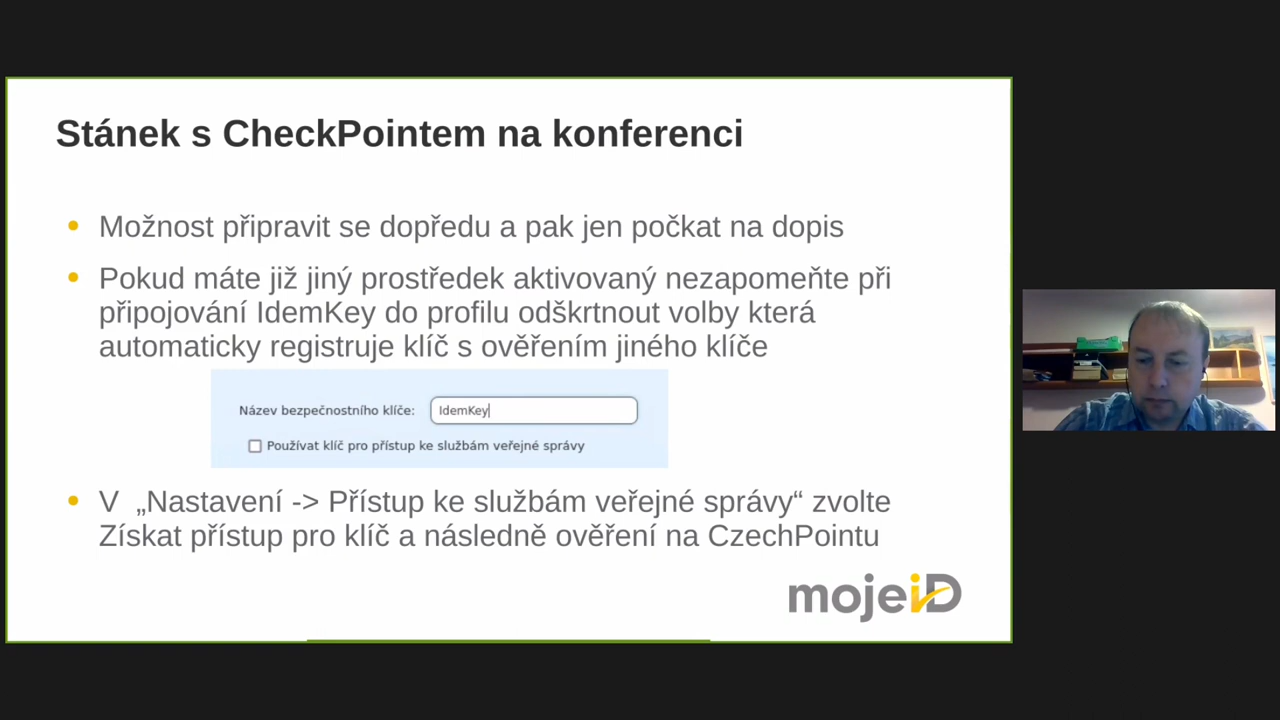 Stánek s CheckPointem na konferenci
Možnost připravit se dopředu a pak jen počkat na dopis
Pokud máte již jiný prostředek aktivovaný nezapomeňte při
připojování IdemKey do profilu odškrtnout volby která
automaticky registruje klíč s ověřením jiného klíče
Název bezpečnostního klíče: IdemKey
Používat klíč pro přístup ke službám veřejné správy
V „Nastavení -> Přístup ke službám veřejné správy“ zvolte
Získat přístup pro klíč a následně ověření na CzechPointu
mojeiD